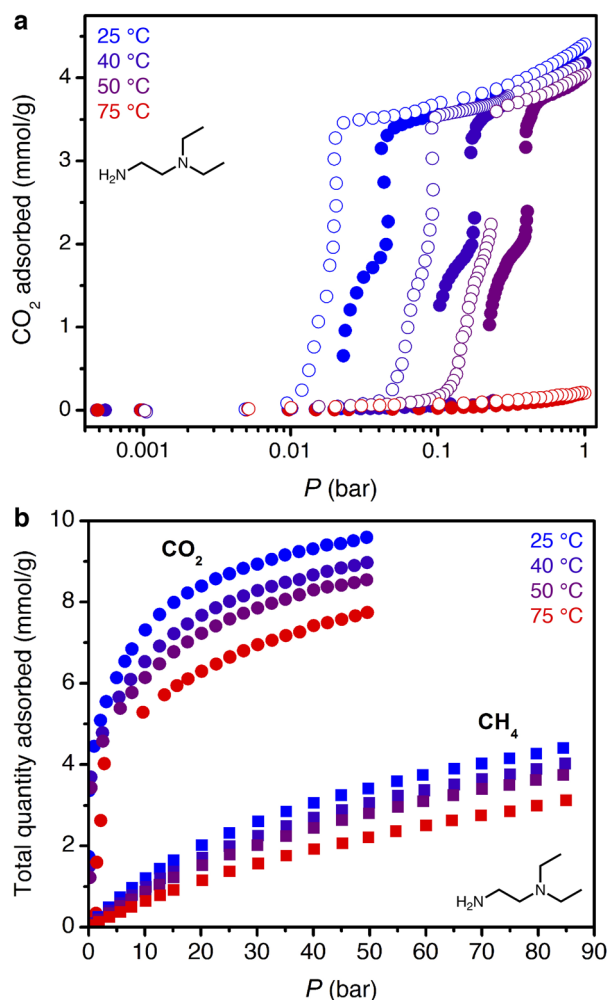 a
25 °C
40 °C
50 °C
75 °C
H₂N
N
CO₂ adsorbed (mmol/g)
4
3
2
1
0
0.001
0.01
0.1
1
P (bar)
b
CO₂
25 °C
40 °C
50 °C
75 °C
CH₄
H₂N
N
Total quantity adsorbed (mmol/g)
10
8
6
4
2
0
0 10 20 30 40 50 60 70 80 90
P (bar)